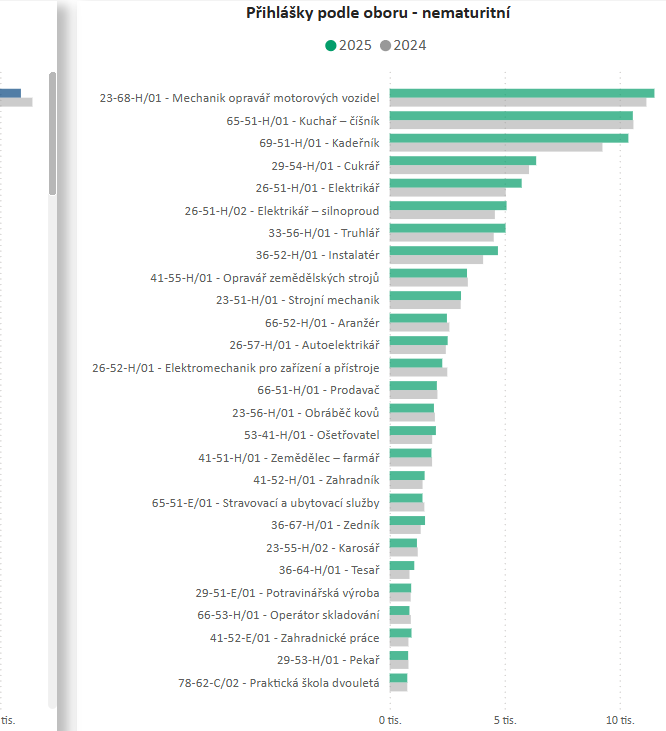 Přihlášky podle oboru - nematuritní
2025 2024
23-68-H/01 - Mechanik opravář motorových vozidel
65-51-H/01 - Kuchař – číšník
69-51-H/01 - Kadeřník
29-54-H/01 - Cukrář
26-51-H/01 - Elektrikář
26-51-H/02 - Elektrikář – silnoproud
33-56-H/01 - Truhlář
36-52-H/01 - Instalatér
41-55-H/01 - Opravář zemědělských strojů
23-51-H/01 - Strojní mechanik
66-52-H/01 - Aranžér
26-57-H/01 - Autoelektrikář
26-52-H/01 - Elektromechanik pro zařízení a přístroje
66-51-H/01 - Prodavač
23-56-H/01 - Obráběč kovů
53-41-H/01 - Ošetřovatel
41-51-H/01 - Zemědělec – farmář
41-52-H/01 - Zahradník
65-51-E/01 - Stravovací a ubytovací služby
36-67-H/01 - Zedník
23-55-H/02 - Karosář
36-64-H/01 - Tesař
29-51-E/01 - Potravinářská výroba
66-53-H/01 - Operátor skladování
41-52-E/01 - Zahradnické práce
29-53-H/01 - Pekař
78-62-C/02 - Praktická škola dvouletá
tis. 0 tis. 5 tis. 10 tis.